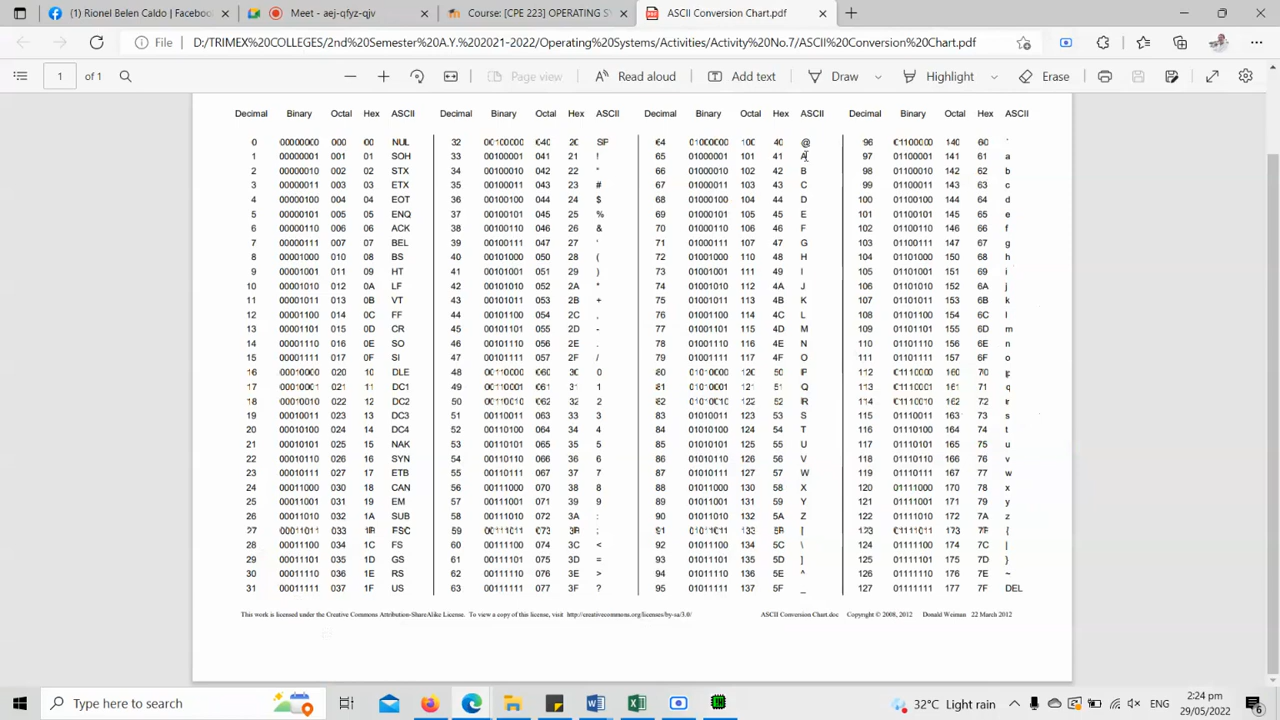 Rionel Belen Caldo | Facebook
Meet - aej-qfyz-qjv
Course: [CPE 223] OPERATING SY
ASCII Conversion Chart.pdf
File D:/TRIMEX%20COLLEGES/2nd%20Semester%20A.Y.%202021-2022/Operating%20Systems/Activities/Activity%20No.7/ASCII%20Conversion%20Chart.pdf
1 of 1 Page view Read aloud Add text Draw Highlight Erase
Decimal Binary Octal Hex ASCII Decimal Binary Octal Hex ASCII Decimal Binary Octal Hex ASCII Decimal Binary Octal Hex ASCII
0 00000000 000 00 NUL 32 00100000 040 20 SP 64 01000000 100 40 @ 96 01100000 140 60 `
1 00000001 001 01 SOH 33 00100001 041 21 ! 65 01000001 101 41 A 97 01100001 141 61 a
2 00000010 002 02 STX 34 00100010 042 22 " 66 01000010 102 42 B 98 01100010 142 62 b
3 00000011 003 03 ETX 35 00100011 043 23 # 67 01000011 103 43 C 99 01100011 143 63 c
4 00000100 004 04 EOT 36 00100100 044 24 $ 68 01000100 104 44 D 100 01100100 144 64 d
5 00000101 005 05 ENQ 37 00100101 045 25 % 69 01000101 105 45 E 101 01100101 145 65 e
6 00000110 006 06 ACK 38 00100110 046 26 & 70 01000110 106 46 F 102 01100110 146 66 f
7 00000111 007 07 BEL 39 00100111 047 27 ' 71 01000111 107 47 G 103 01100111 147 67 g
8 00001000 010 08 BS 40 00101000 050 28 ( 72 01001000 110 48 H 104 01101000 150 68 h
9 00001001 011 09 HT 41 00101001 051 29 ) 73 01001001 111 49 I 105 01101001 151 69 i
10 00001010 012 0A LF 42 00101010 052 2A * 74 01001010 112 4A J 106 01101010 152 6A j
11 00001011 013 0B VT 43 00101011 053 2B + 75 01001011 113 4B K 107 01101011 153 6B k
12 00001100 014 0C FF 44 00101100 054 2C , 76 01001100 114 4C L 108 01101100 154 6C l
13 00001101 015 0D CR 45 00101101 055 2D - 77 01001101 115 4D M 109 01101101 155 6D m
14 00001110 016 0E SO 46 00101110 056 2E . 78 01001110 116 4E N 110 01101110 156 6E n
15 00001111 017 0F SI 47 00101111 057 2F / 79 01001111 117 4F O 111 01101111 157 6F o
16 00010000 020 10 DLE 48 00110000 060 30 0 80 01010000 120 50 P 112 01110000 160 70 p
17 00010001 021 11 DC1 49 00110001 061 31 1 81 01010001 121 51 Q 113 01110001 161 71 q
18 00010010 022 12 DC2 50 00110010 062 32 2 82 01010010 122 52 R 114 01110010 162 72 r
19 00010011 023 13 DC3 51 00110011 063 33 3 83 01010011 123 53 S 115 01110011 163 73 s
20 00010100 024 14 DC4 52 00110100 064 34 4 84 01010100 124 54 T 116 01110100 164 74 t
21 00010101 025 15 NAK 53 00110101 065 35 5 85 01010101 125 55 U 117 01110101 165 75 u
22 00010110 026 16 SYN 54 00110110 066 36 6 86 01010110 126 56 V 118 01110110 166 76 v
23 00010111 027 17 ETB 55 00110111 067 37 7 87 01010111 127 57 W 119 01110111 167 77 w
24 00011000 030 18 CAN 56 00111000 070 38 8 88 01011000 130 58 X 120 01111000 170 78 x
25 00011001 031 19 EM 57 00111001 071 39 9 89 01011001 131 59 Y 121 01111001 171 79 y
26 00011010 032 1A SUB 58 00111010 072 3A : 90 01011010 132 5A Z 122 01111010 172 7A z
27 00011011 033 1B ESC 59 00111011 073 3B ; 91 01011011 133 5B [ 123 01111011 173 7B {
28 00011100 034 1C FS 60 00111100 074 3C < 92 01011100 134 5C \ 124 01111100 174 7C |
29 00011101 035 1D GS 61 00111101 075 3D = 93 01011101 135 5D ] 125 01111101 175 7D }
30 00011110 036 1E RS 62 00111110 076 3E > 94 01011110 136 5E ^ 126 01111110 176 7E ~
31 00011111 037 1F US 63 00111111 077 3F ? 95 01011111 137 5F _ 127 01111111 177 7F DEL
This work is licensed under the Creative Commons Attribution-ShareAlike License. To view a copy of this license, visit http://creativecommons.org/licenses/by-sa/3.0/ ASCII Conversion Chart.doc Copyright © 2008, 2012 Donald Weiman 22 March 2012
Type here to search
32°C Light rain
ENG
2:24 pm
29/05/2022
6